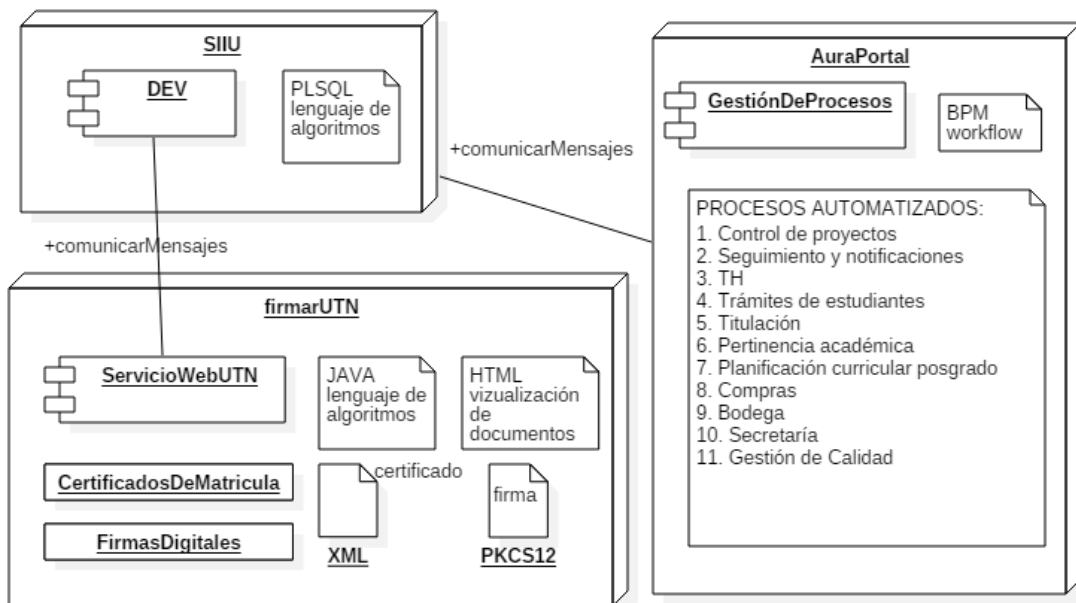 SIIU
DEV
PLSQL
lenguaje de
algoritmos
+comunicarMensajes
+comunicarMensajes
AuraPortal
GestiónDeProcesos
BPM
workflow
PROCESOS AUTOMATIZADOS:
1. Control de proyectos
2. Seguimiento y notificaciones
3. TH
4. Trámites de estudiantes
5. Titulación
6. Pertinencia académica
7. Planificación curricular posgrado
8. Compras
9. Bodega
10. Secretaría
11. Gestión de Calidad
firmarUTN
ServicioWebUTN
JAVA
lenguaje de
algoritmos
HTML
vizualización
de
documentos
CertificadosDeMatricula
certificado
XML
firma
PKCS12
FirmasDigitales